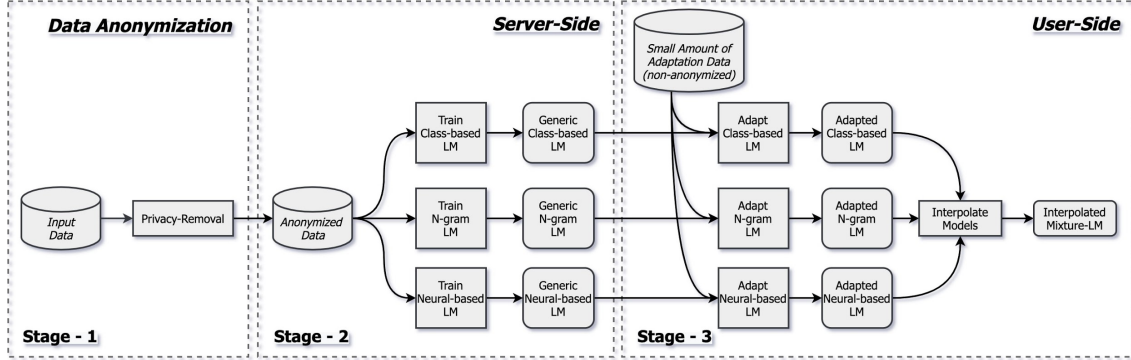 Data Anonymization
Input
Data
Privacy-Removal
Stage - 1
Server-Side
Anonymized
Data
Train
Class-based
LM
Generic
Class-based
LM
Train
N-gram
LM
Generic
N-gram
LM
Train
Neural-based
LM
Generic
Neural-based
LM
Stage - 2
User-Side
Small Amount of
Adaptation Data
(non-anonymized)
Adapt
Class-based
LM
Adapted
Class-based
LM
Adapt
N-gram
LM
Adapted
N-gram
LM
Adapt
Neural-based
LM
Adapted
Neural-based
LM
Interpolate
Models
Interpolated
Mixture-LM
Stage - 3